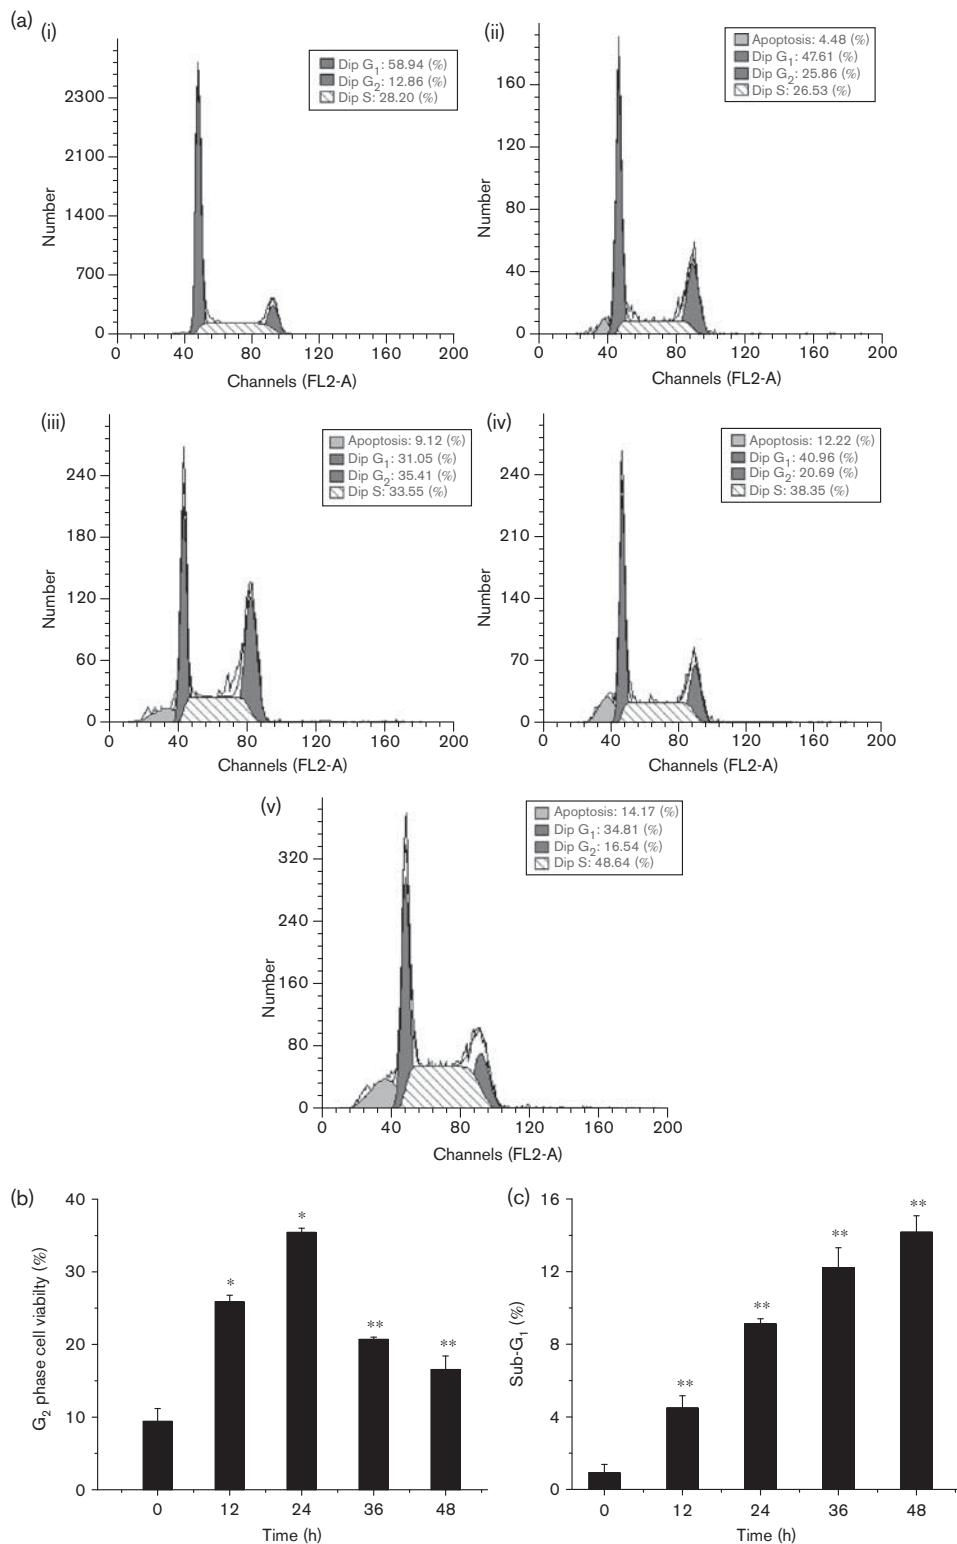 (a)
(i)
Dip G1: 58.94 (%)
Dip G2: 12.86 (%)
Dip S: 28.20 (%)
2300
2100
1400
700
0
Number
0 40 80 120 160 200
Channels (FL2-A)
(ii)
Apoptosis: 4.48 (%)
Dip G1: 47.61 (%)
Dip G2: 25.86 (%)
Dip S: 26.53 (%)
160
120
80
40
0
Number
0 40 80 120 160 200
Channels (FL2-A)
(iii)
Apoptosis: 9.12 (%)
Dip G1: 31.05 (%)
Dip G2: 35.41 (%)
Dip S: 33.55 (%)
240
180
120
60
0
Number
0 40 80 120 160 200
Channels (FL2-A)
(iv)
Apoptosis: 12.22 (%)
Dip G1: 40.96 (%)
Dip G2: 20.69 (%)
Dip S: 38.35 (%)
240
210
140
70
0
Number
0 40 80 120 160 200
Channels (FL2-A)
(v)
Apoptosis: 14.17 (%)
Dip G1: 34.81 (%)
Dip G2: 16.54 (%)
Dip S: 48.64 (%)
320
240
160
80
0
Number
0 40 80 120 160 200
Channels (FL2-A)
(b)
40
30
20
10
0
G2 phase cell viabilty (%)
* * ** **
0 12 24 36 48
Time (h)
(c)
16
12
8
4
0
Sub-G1 (%)
** ** ** **
0 12 24 36 48
Time (h)